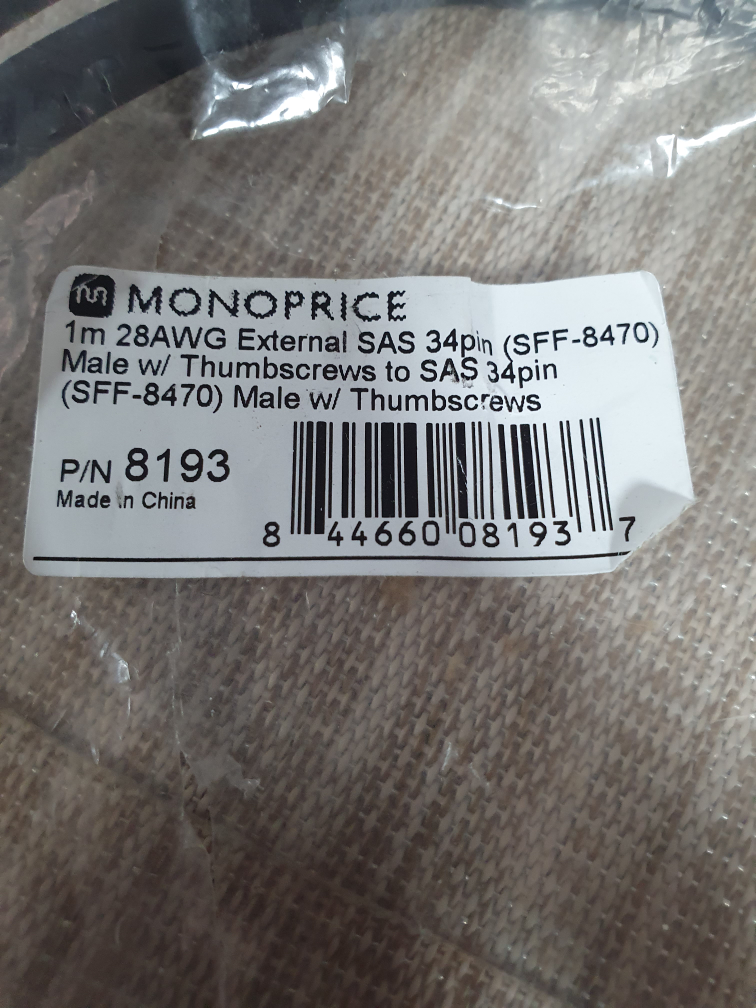 MONOPRICE
1m 28AWG External SAS 34pin (SFF-8470)
Male w/ Thumbscrews to SAS 34pin
(SFF-8470) Male w/ Thumbscrews
P/N 8193
Made in China
8 44660 08193 7